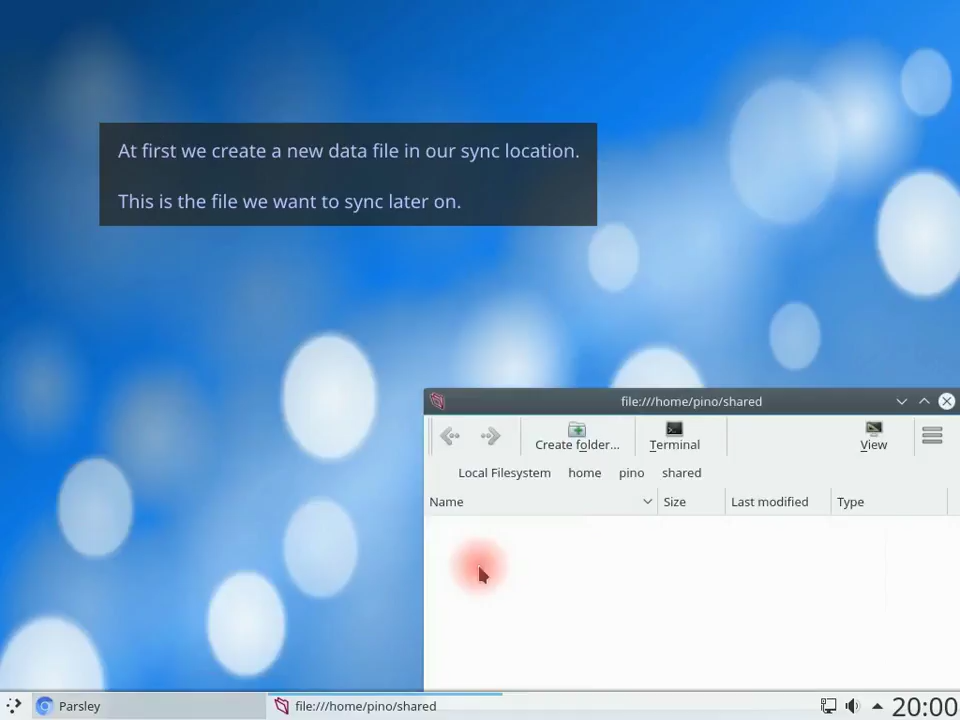 At first we create a new data file in our sync location.
This is the file we want to sync later on.
file:///home/pino/shared
Create folder...
Terminal
View
Local Filesystem home pino shared
Name Size Last modified Type
Parsley file:///home/pino/shared 20:00